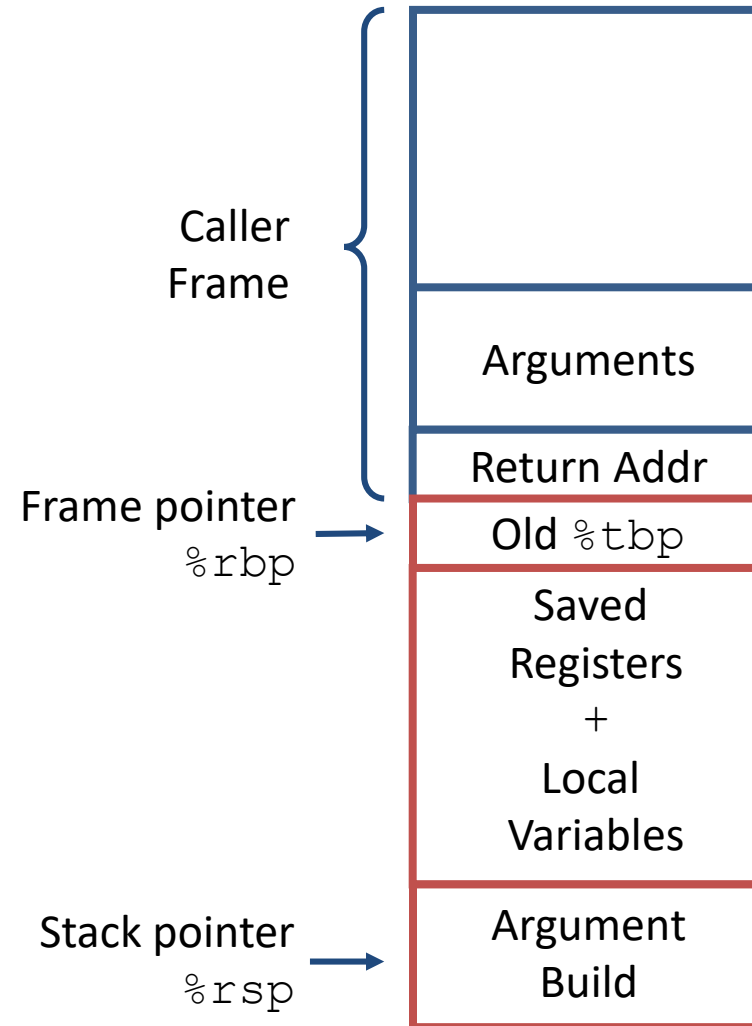 Caller
Frame
Arguments
Return Addr
Frame pointer
%rbp
Old %tbp
Saved
Registers
+
Local
Variables
Stack pointer
%rsp
Argument
Build